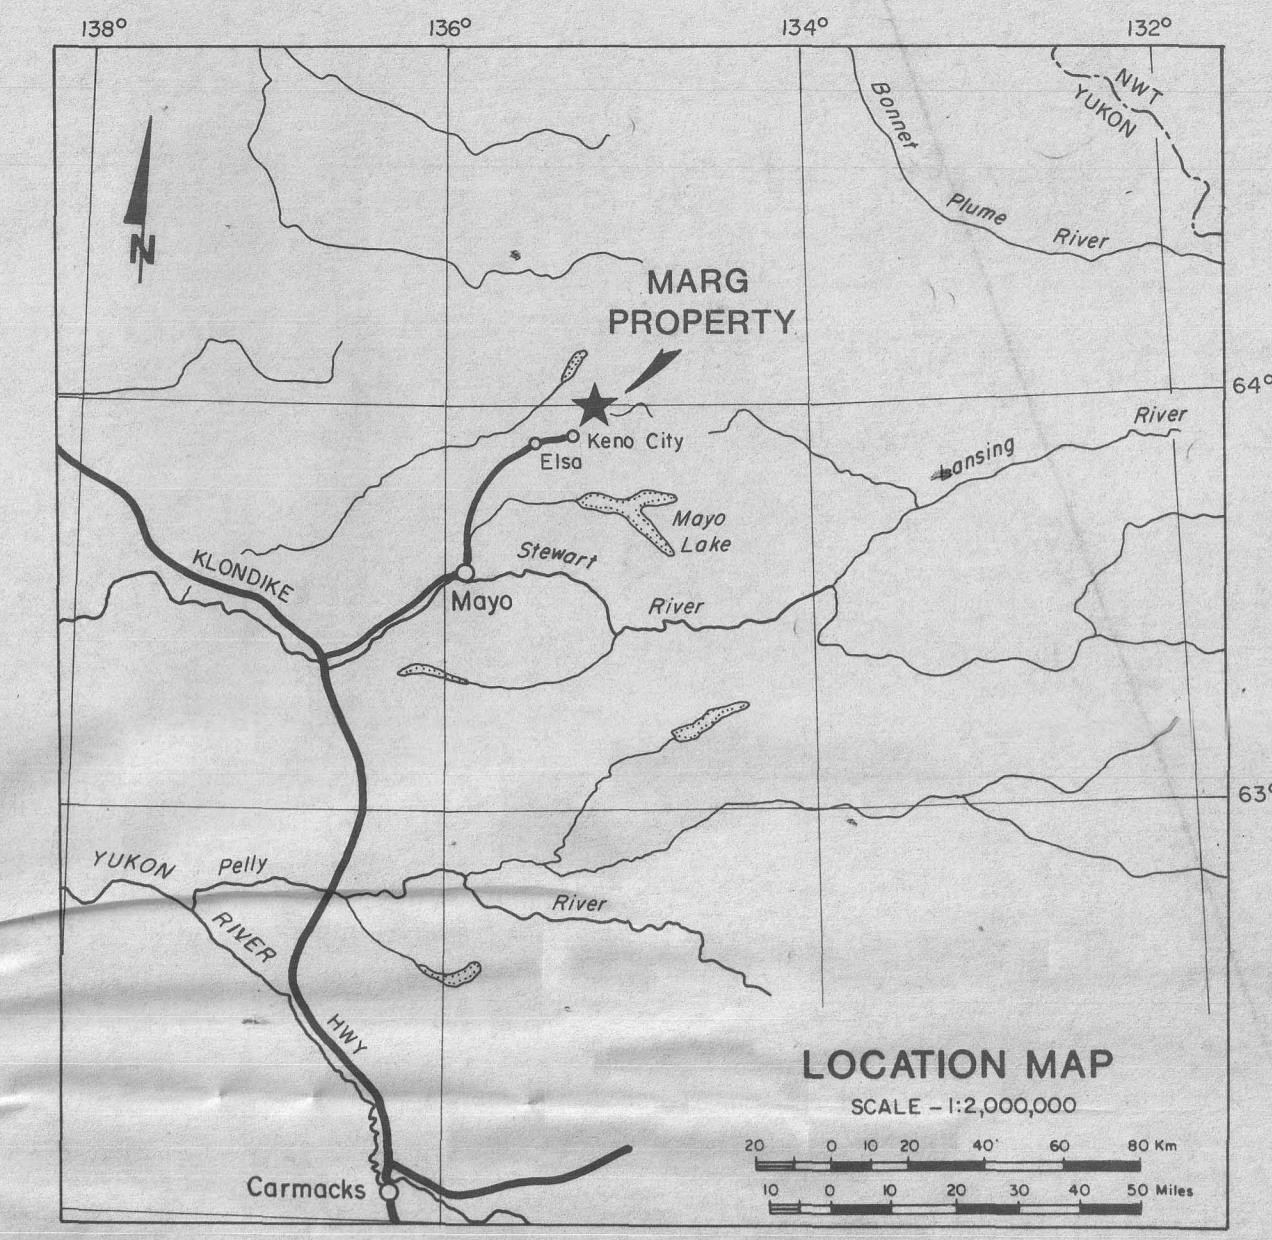 138° 136° 134° 132°
NWT
YUKON
Bonnet
Plume
River
N
MARG
PROPERTY
64°
River
Lansing
Keno City
Elsa
Mayo
Lake
Stewart
River
KLONDIKE
Mayo
63°
YUKON
Pelly
River
RIVER
HWY
Carmacks
LOCATION MAP
SCALE - 1:2,000,000
20 0 10 20 40 60 80 Km
10 0 10 20 30 40 50 Miles